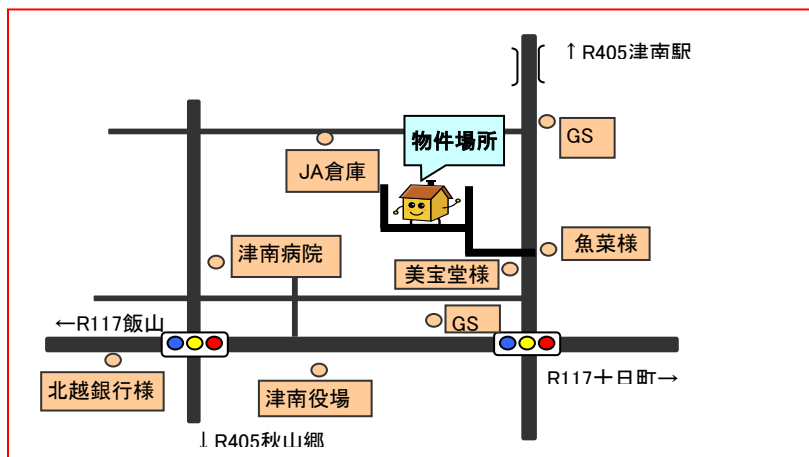 ↑ R405津南駅
物件場所
GS
JA倉庫
魚菜様
津南病院
美宝堂様
←R117飯山
GS
R117十日町→
北越銀行様
津南役場
↓ R405秋山郷